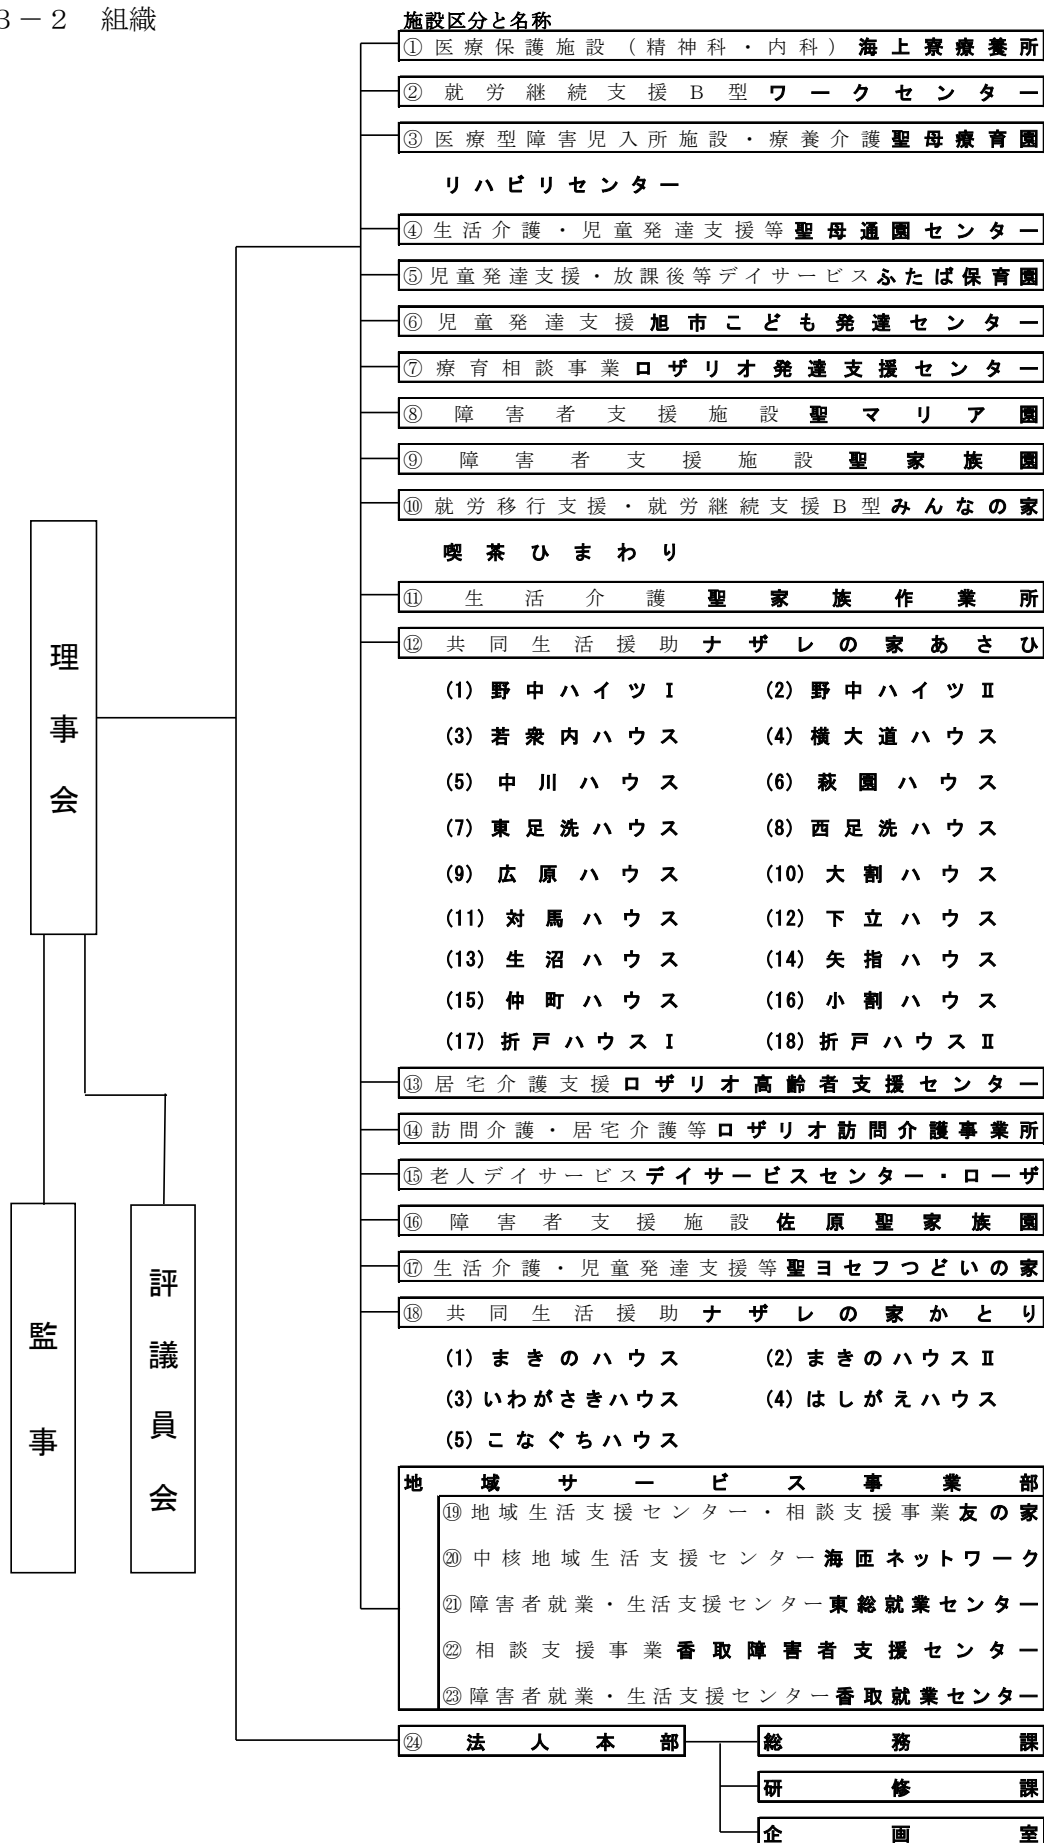 3－2　組織
施設区分と名称
①医療保護施設（精神科・内科）海上寮療養所
②就労継続支援Ｂ型ワークセンター
③医療型障害児入所施設・療養介護聖母療育園
リハビリセンター
④生活介護・児童発達支援等聖母通園センター
⑤児童発達支援・放課後等デイサービスふたば保育園
⑥児童発達支援旭市こども発達センター
⑦療育相談事業ロザリオ発達支援センター
⑧障害者支援施設聖マリア園
⑨障害者支援施設聖家族園
⑩就労移行支援・就労継続支援Ｂ型みんなの家
喫茶ひまわり
⑪生活介護聖家族作業所
⑫共同生活援助ナザレの家あさひ
(1) 野中ハイツⅠ (2) 野中ハイツⅡ
(3) 若衆内ハウス (4) 横大道ハウス
(5) 中川ハウス (6) 萩園ハウス
(7) 東足洗ハウス (8) 西足洗ハウス
(9) 広原ハウス (10) 大割ハウス
(11) 対馬ハウス (12) 下立ハウス
(13) 生沼ハウス (14) 矢指ハウス
(15) 仲町ハウス (16) 小割ハウス
(17) 折戸ハウスⅠ (18) 折戸ハウスⅡ
⑬居宅介護支援ロザリオ高齢者支援センター
⑭訪問介護・居宅介護等ロザリオ訪問介護事業所
⑮老人デイサービスデイサービスセンター・ローザ
⑯障害者支援施設佐原聖家族園
⑰生活介護・児童発達支援等聖ヨセフつどいの家
⑱共同生活援助ナザレの家かとり
(1) まきのハウス (2) まきのハウスⅡ
(3) いわがさきハウス (4) はしがえハウス
(5) こなぐちハウス
地域サービス事業部
⑲地域生活支援センター・相談支援事業友の家
⑳中核地域生活支援センター海匝ネットワーク
㉑障害者就業・生活支援センター東総就業センター
㉒相談支援事業香取障害者支援センター
㉓障害者就業・生活支援センター香取就業センター
㉔法人本部
総務課
研修課
企画室
理事会
監事
評議員会